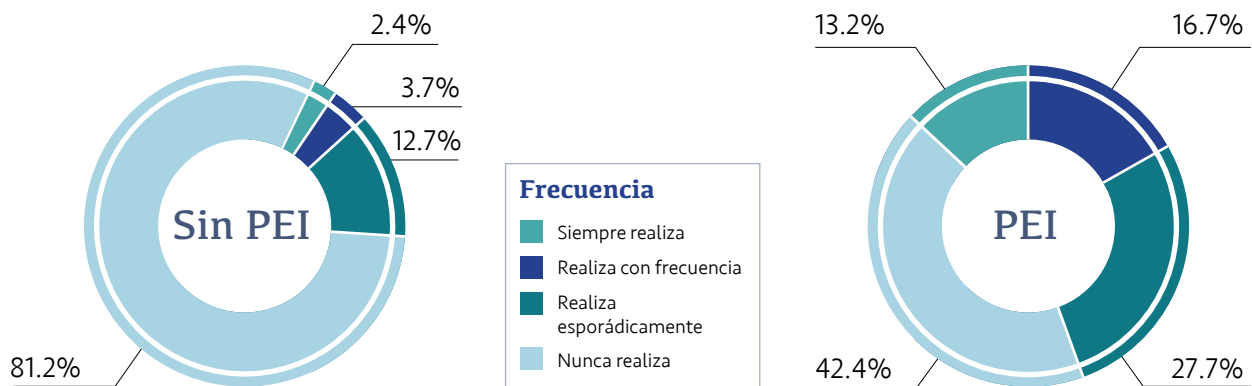 2.4%
3.7%
12.7%
Sin PEI
81.2%
Frecuencia
Siempre realiza
Realiza con frecuencia
Realiza
esporádicamente
Nunca realiza
13.2%
16.7%
PEI
42.4%
27.7%